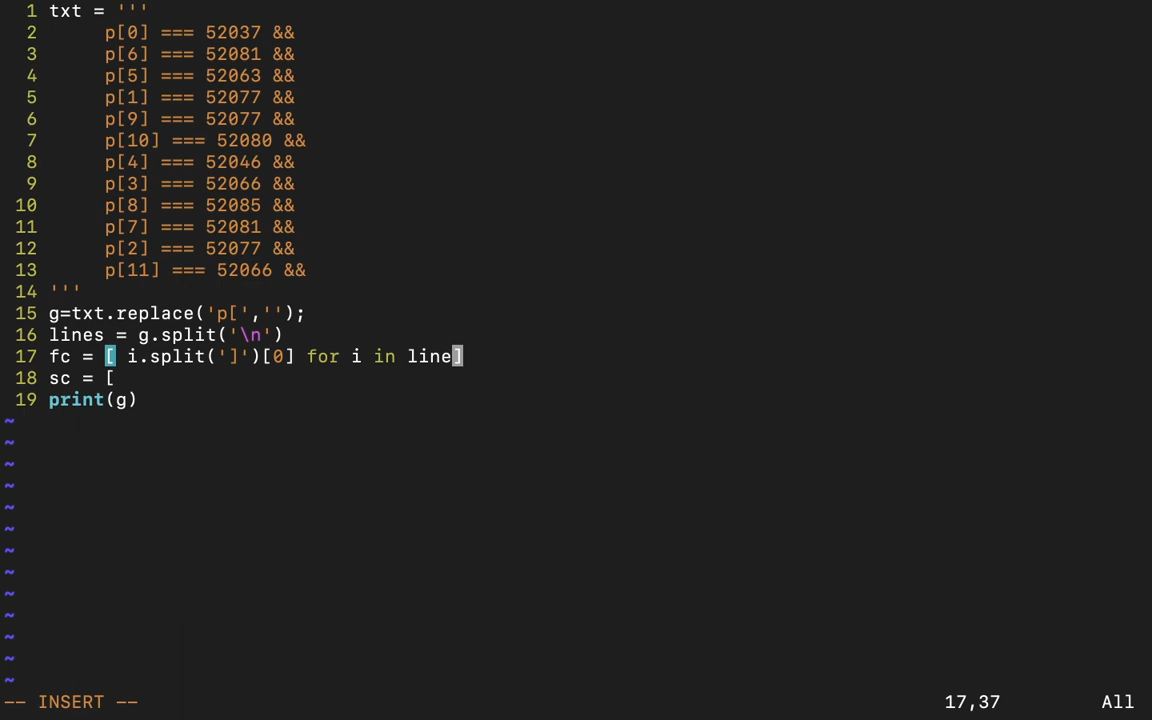 1 txt = '''
2      p[0] === 52037 &&
3      p[6] === 52081 &&
4      p[5] === 52063 &&
5      p[1] === 52077 &&
6      p[9] === 52077 &&
7      p[10] === 52080 &&
8      p[4] === 52046 &&
9      p[3] === 52066 &&
10      p[8] === 52085 &&
11      p[7] === 52081 &&
12      p[2] === 52077 &&
13      p[11] === 52066 &&
14 '''
15 g=txt.replace('p[','');
16 lines = g.split('\n')
17 fc = [ i.split(']')[0] for i in line]
18 sc = [
19 print(g)
~
~
~
~
~
~
~
~
~
~
~
~
~
-- INSERT -- 17,37 All